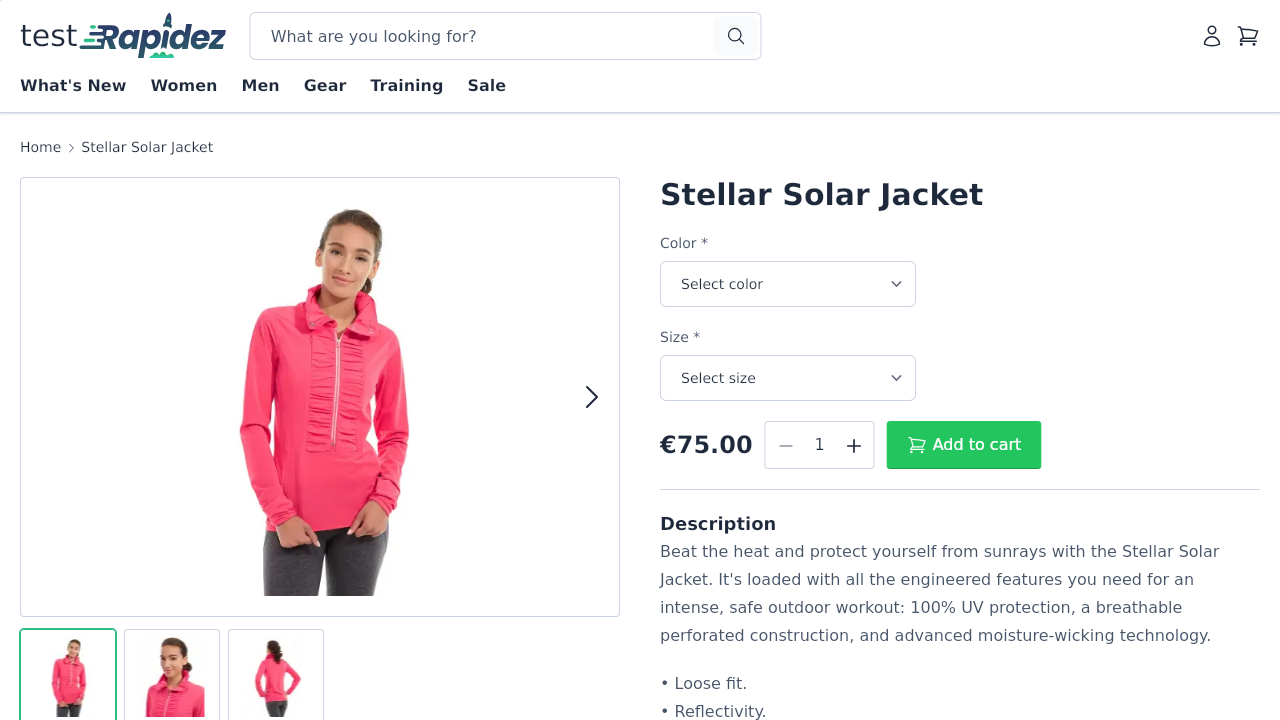 test Rapidez
What are you looking for?
What's New Women Men Gear Training Sale
Home Stellar Solar Jacket
Stellar Solar Jacket
Color *
Select color
Size *
Select size
€75.00 1 Add to cart
Description
Beat the heat and protect yourself from sunrays with the Stellar Solar
Jacket. It's loaded with all the engineered features you need for an
intense, safe outdoor workout: 100% UV protection, a breathable
perforated construction, and advanced moisture-wicking technology.
• Loose fit.
• Reflectivity.